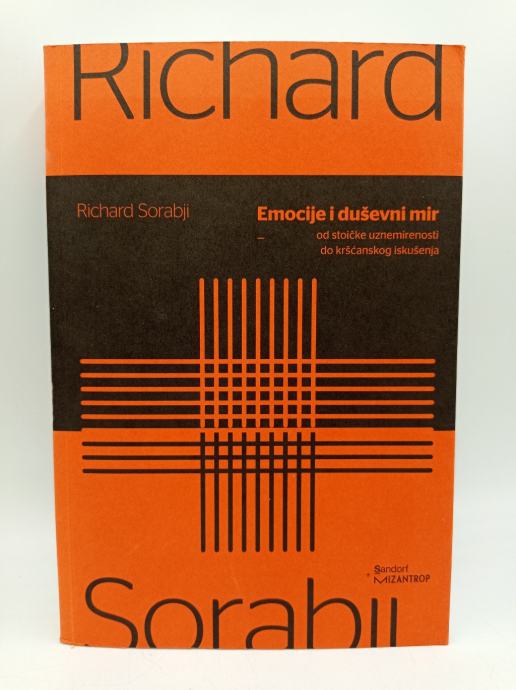 Richard
Richard Sorabji
Emocije i duševni mir
–
od stoičke uznemirenosti
do kršćanskog iskušenja
Sandorf
+ MIZANTROP
Sorabji